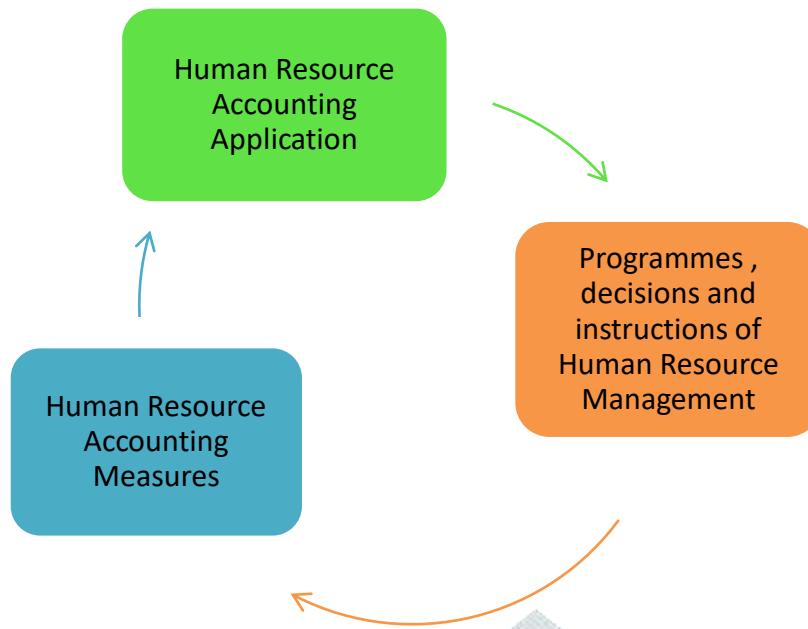 Human Resource
Accounting
Application
Programmes ,
decisions and
instructions of
Human Resource
Management
Human Resource
Accounting
Measures